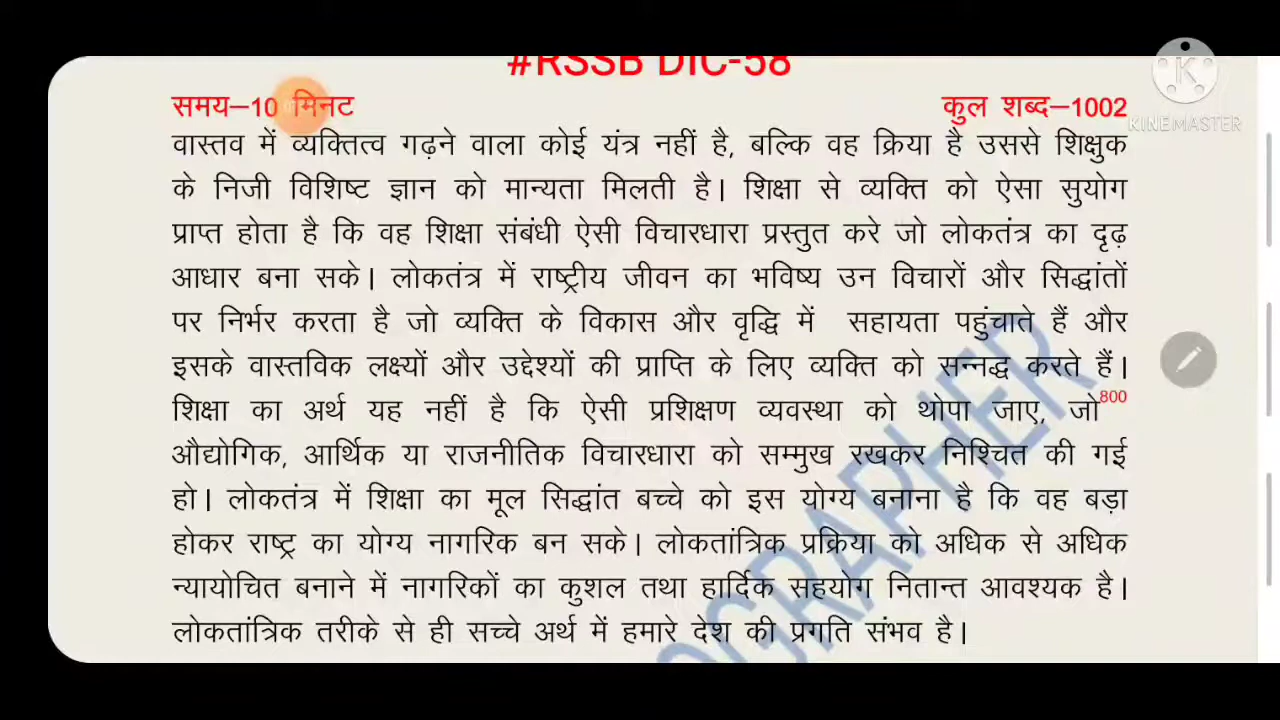 #RSSB DIC-58
समय–10 मिनट
कुल शब्द–1002
KINEMASTER
वास्तव में व्यक्तित्व गढ़ने वाला कोई यंत्र नहीं है, बल्कि वह क्रिया है उससे शिक्षुक
के निजी विशिष्ट ज्ञान को मान्यता मिलती है। शिक्षा से व्यक्ति को ऐसा सुयोग
प्राप्त होता है कि वह शिक्षा संबंधी ऐसी विचारधारा प्रस्तुत करे जो लोकतंत्र का दृढ़
आधार बना सके। लोकतंत्र में राष्ट्रीय जीवन का भविष्य उन विचारों और सिद्धांतों
पर निर्भर करता है जो व्यक्ति के विकास और वृद्धि में सहायता पहुंचाते हैं और
इसके वास्तविक लक्ष्यों और उद्देश्यों की प्राप्ति के लिए व्यक्ति को सन्नद्ध करते हैं।
शिक्षा का अर्थ यह नहीं है कि ऐसी प्रशिक्षण व्यवस्था को थोपा जाए, जो 800
औद्योगिक, आर्थिक या राजनीतिक विचारधारा को सम्मुख रखकर निश्चित की गई
हो। लोकतंत्र में शिक्षा का मूल सिद्धांत बच्चे को इस योग्य बनाना है कि वह बड़ा
होकर राष्ट्र का योग्य नागरिक बन सके। लोकतांत्रिक प्रक्रिया को अधिक से अधिक
न्यायोचित बनाने में नागरिकों का कुशल तथा हार्दिक सहयोग नितान्त आवश्यक है।
लोकतांत्रिक तरीके से ही सच्चे अर्थ में हमारे देश की प्रगति संभव है।
OGRAPHER